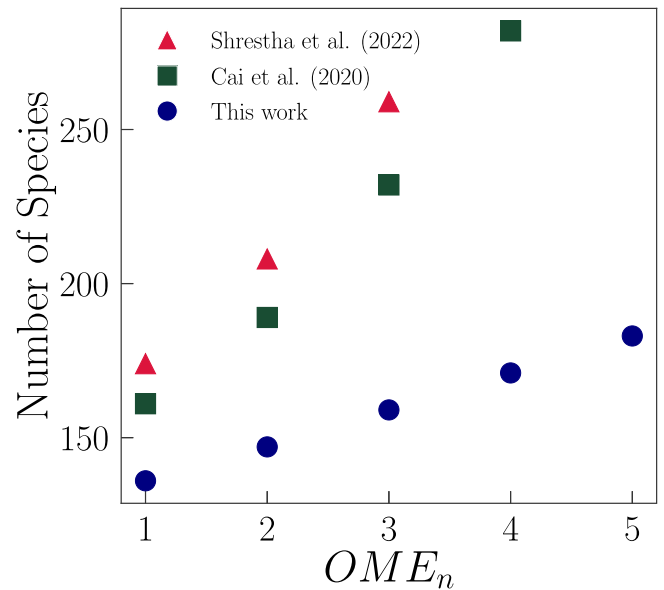 Shrestha et al. (2022)
Cai et al. (2020)
This work
Number of Species
250
200
150
1 2 3 4 5
OME_n